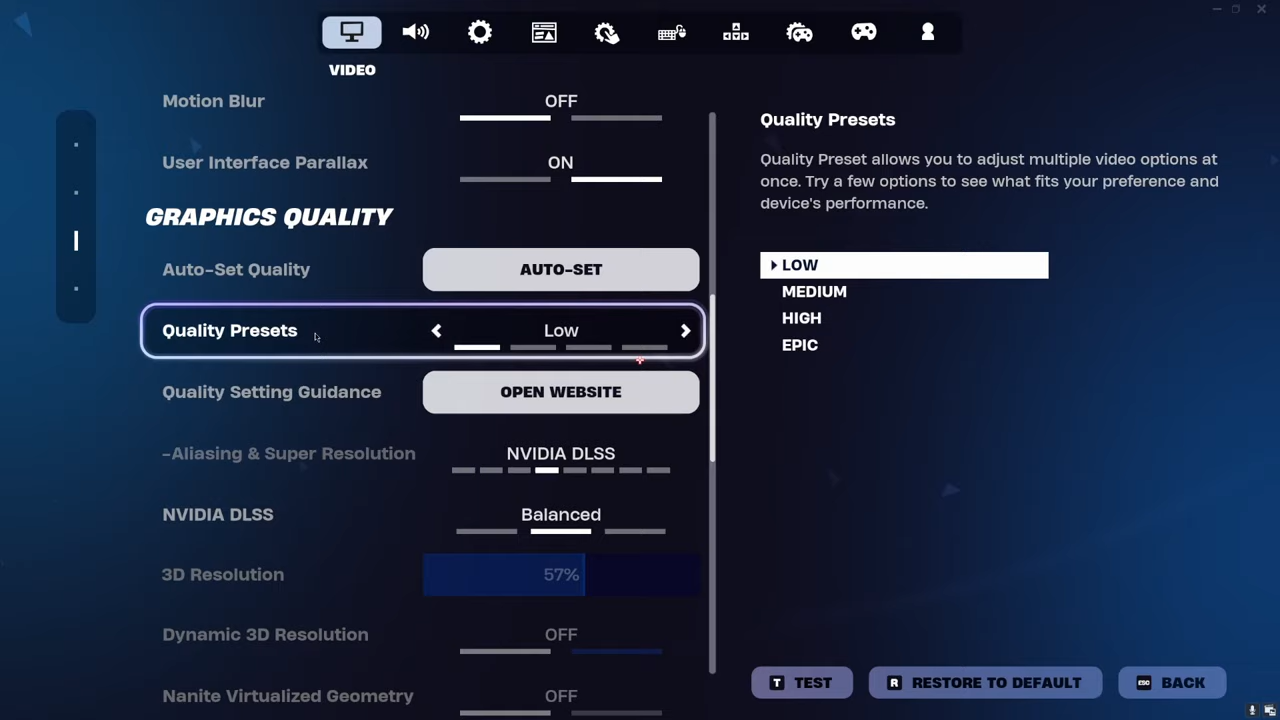 VIDEO
Motion Blur
OFF
User Interface Parallax
ON
GRAPHICS QUALITY
Auto-Set Quality
AUTO-SET
Quality Presets
Low
Quality Setting Guidance
OPEN WEBSITE
-Aliasing & Super Resolution
NVIDIA DLSS
NVIDIA DLSS
Balanced
3D Resolution
57%
Dynamic 3D Resolution
OFF
Nanite Virtualized Geometry
OFF
Quality Presets
Quality Preset allows you to adjust multiple video options at
once. Try a few options to see what fits your preference and
device's performance.
LOW
MEDIUM
HIGH
EPIC
T TEST
R RESTORE TO DEFAULT
ESC BACK